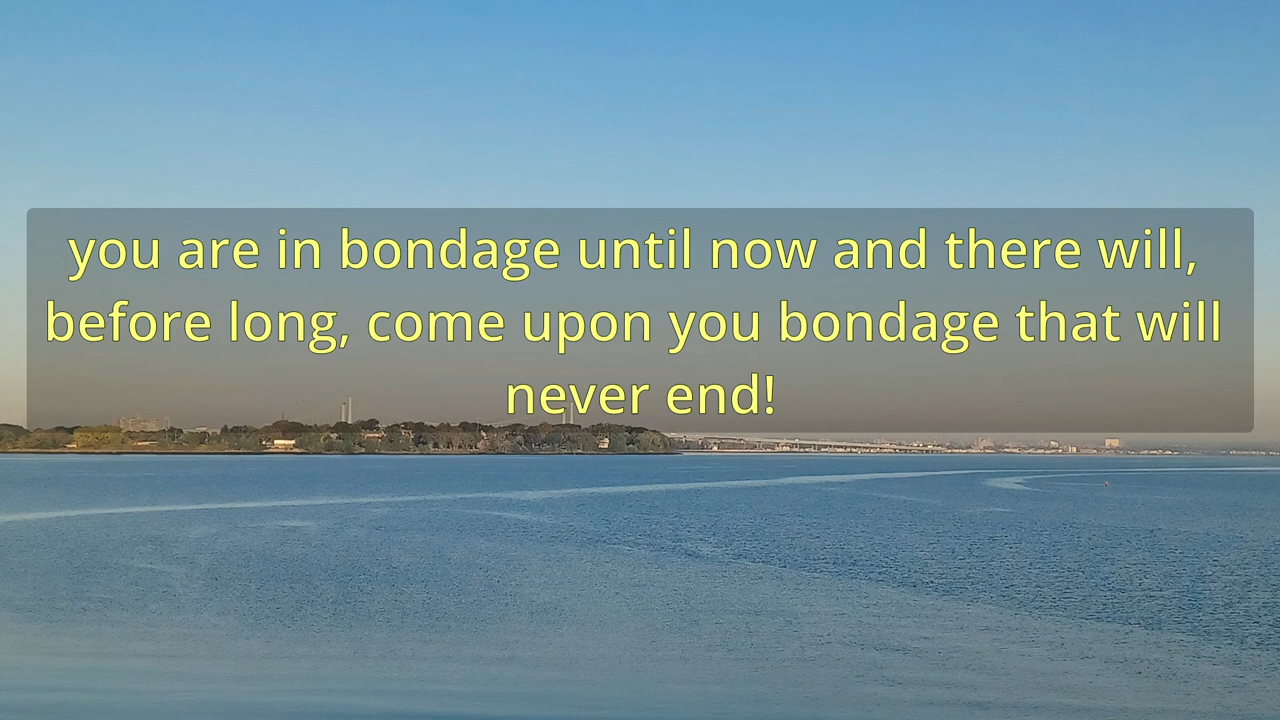 you are in bondage until now and there will,
before long, come upon you bondage that will
never end!